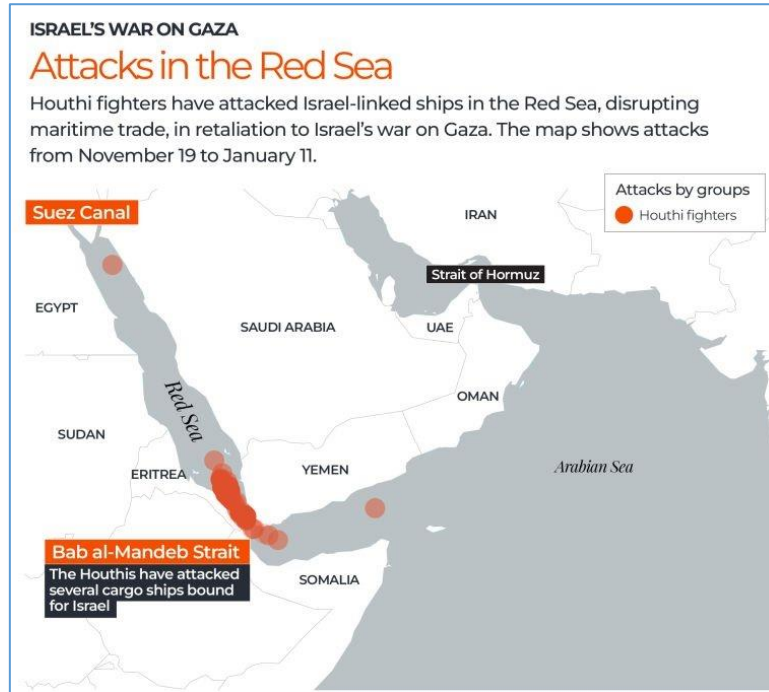 ISRAEL'S WAR ON GAZA
Attacks in the Red Sea
Houthi fighters have attacked Israel-linked ships in the Red Sea, disrupting
maritime trade, in retaliation to Israel's war on Gaza. The map shows attacks
from November 19 to January 11.
Attacks by groups
Houthi fighters
Suez Canal
IRAN
Strait of Hormuz
EGYPT
SAUDI ARABIA
UAE
OMAN
Red Sea
SUDAN
ERITREA
YEMEN
Arabian Sea
Bab al-Mandeb Strait
The Houthis have attacked
several cargo ships bound
for Israel
SOMALIA